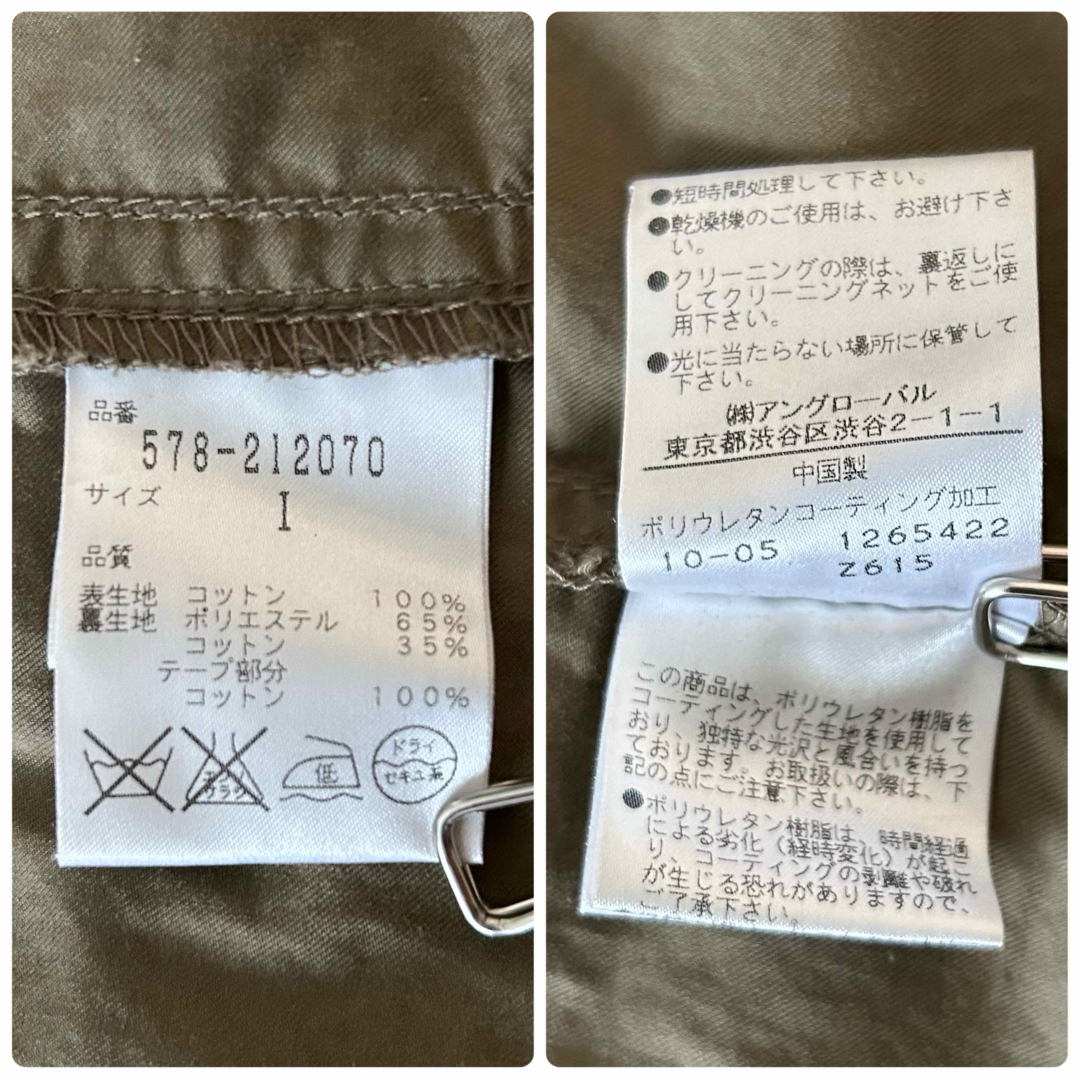 品番
578-212070
サイズ
1
品質
表生地 コットン 100%
裏生地 ポリエステル 65%
コットン 35%
テープ部分
コットン 100%
エンソ
サラシ
低
ドライ
セキユ系
●短時間処理して下さい。
●乾燥機のご使用は、お避け下さ
い。
●クリーニングの際は、裏返しに
してクリーニングネットをご使
用下さい。
●光に当たらない場所に保管して
下さい。
㈱アングローバル
東京都渋谷区渋谷2-1-1
中国製
ポリウレタンコーティング加工
10-05 1265422
Z615
この商品は、ポリウレタン樹脂を
コーティングした生地を使用して
おり、独特な光沢と風合いを持っ
ております。お取扱いの際は、下
記の点にご注意下さい。
●ポリウレタン樹脂は、時間経過
による劣化（経時変化）が起こ
り、コーティングの剥離や破れ
が生じる恐れがありますので、
ご了承下さい。